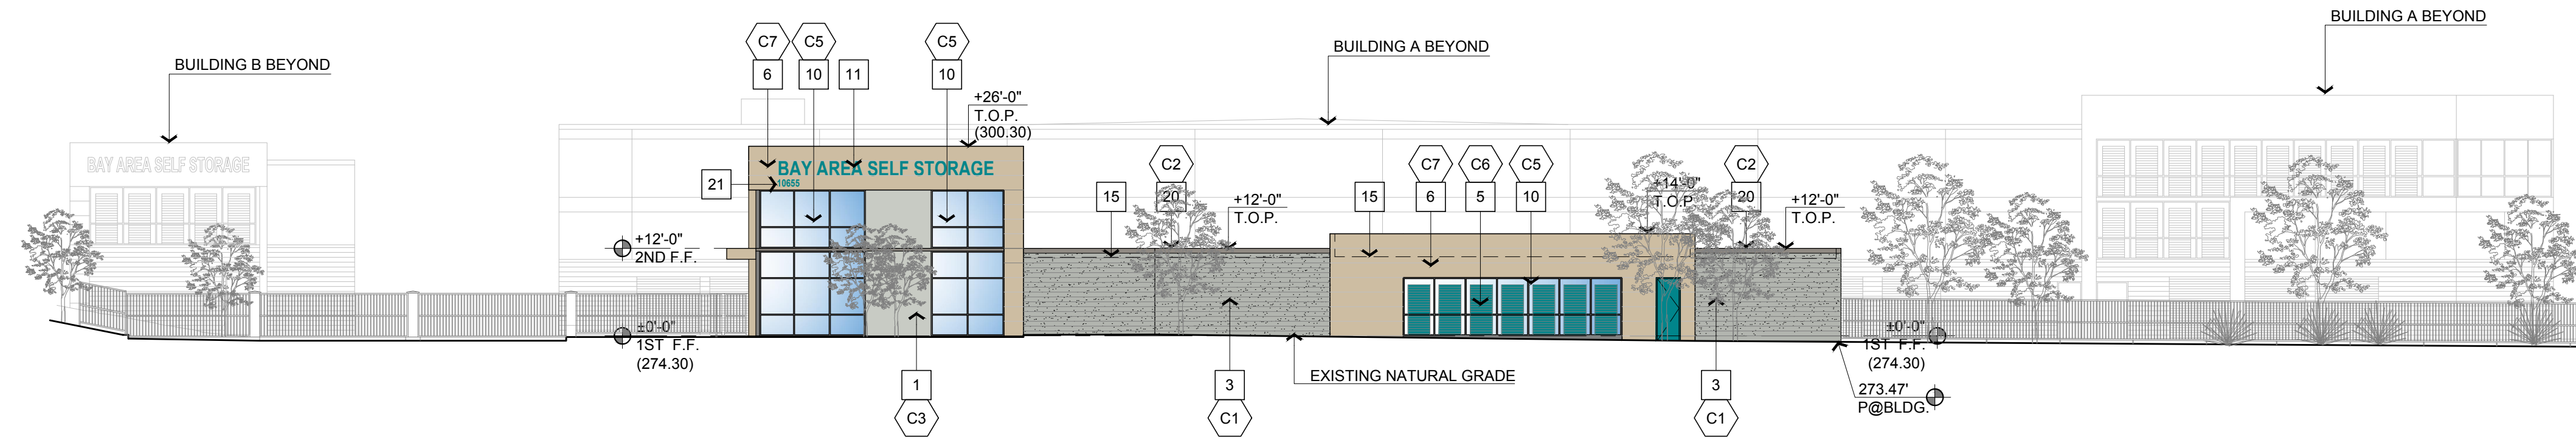 BUILDING A BEYOND
BUILDING A BEYOND
BUILDING B BEYOND
C7 C5 C5
6 10 11 10
+26'-0"
T.O.P.
(300.30)
BAY AREA SELF STORAGE
BAY AREA SELF STORAGE
10655
21
C2 C7 C6 C5 C2
15 20 15 6 5 10 20
+14'-0"
T.O.P.
+12'-0"
T.O.P.
+12'-0"
T.O.P.
+12'-0"
2ND F.F.
±0'-0"
1ST F.F.
(274.30)
±0'-0"
1ST F.F.
(274.30)
EXISTING NATURAL GRADE
273.47'
P@BLDG.
1 3 3
C3 C1 C1